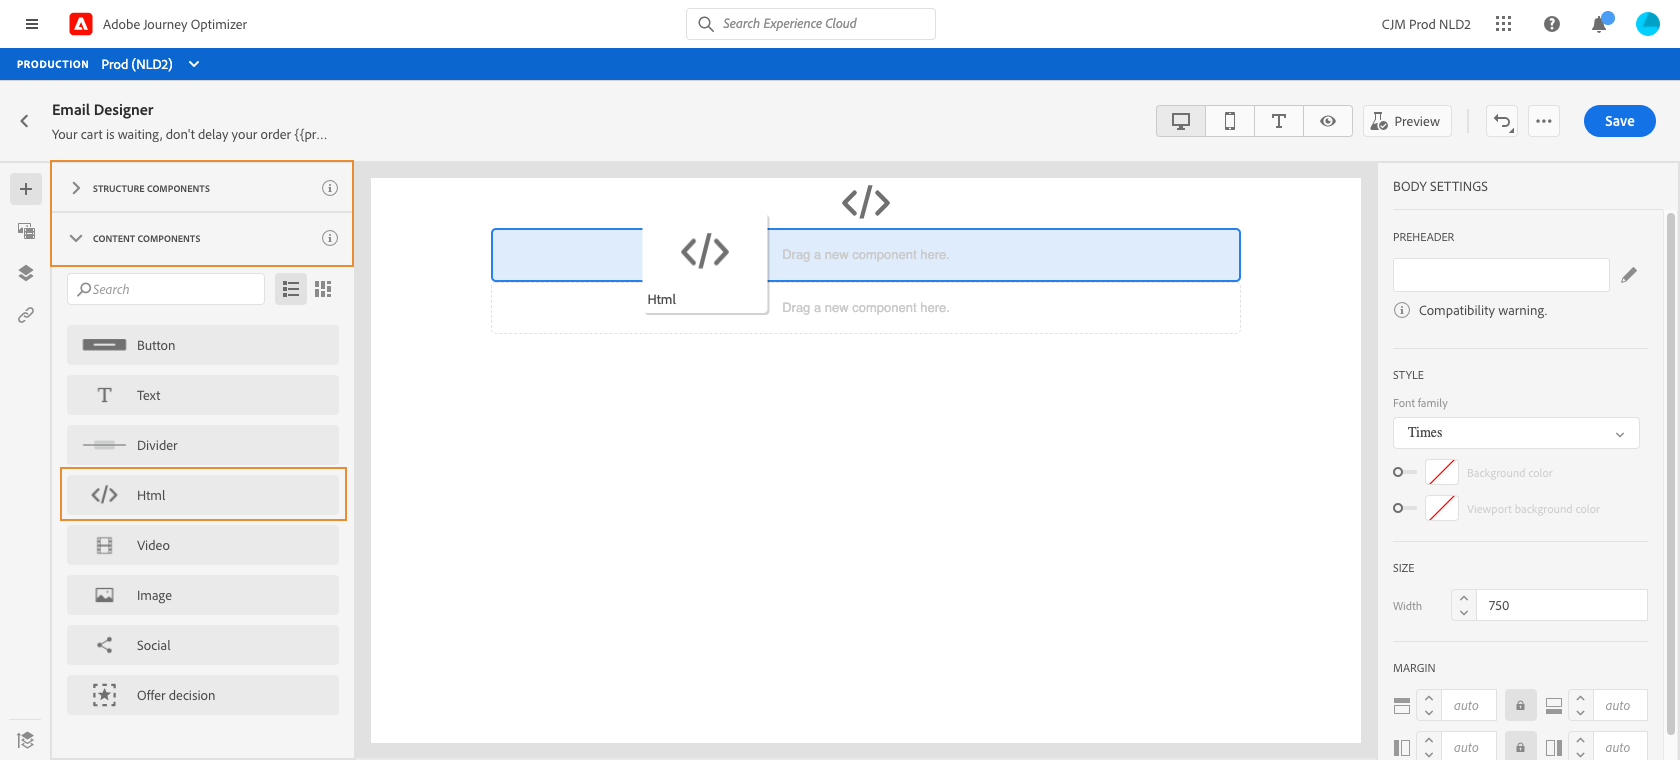 Adobe Journey Optimizer
Search Experience Cloud
CJM Prod NLD2
PRODUCTION Prod (NLD2)
Email Designer
Your cart is waiting, don't delay your order {{pr...
Preview
Save
STRUCTURE COMPONENTS
CONTENT COMPONENTS
Search
Button
Text
Divider
Html
Video
Image
Social
Offer decision
Drag a new component here.
Html
Drag a new component here.
BODY SETTINGS
PREHEADER
Compatibility warning.
STYLE
Font family
Times
Background color
Viewport background color
SIZE
Width 750
MARGIN
auto auto
auto auto